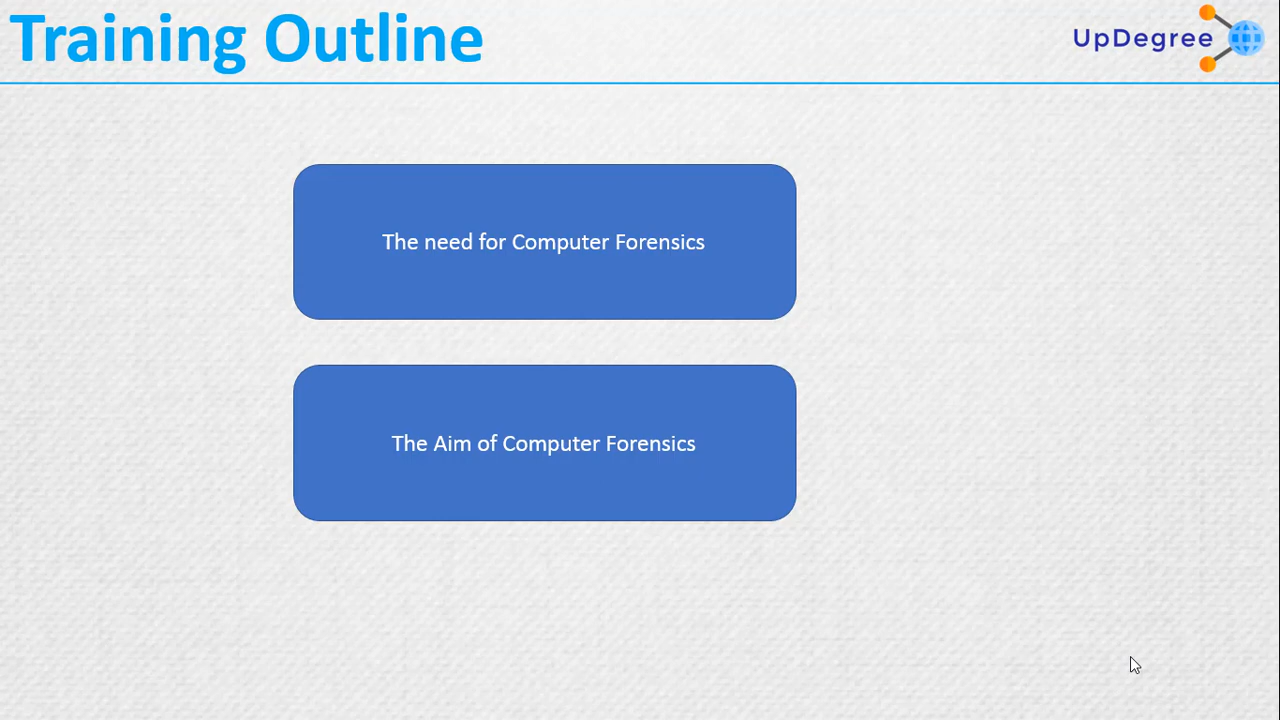 Training Outline
UpDegree
The need for Computer Forensics
The Aim of Computer Forensics